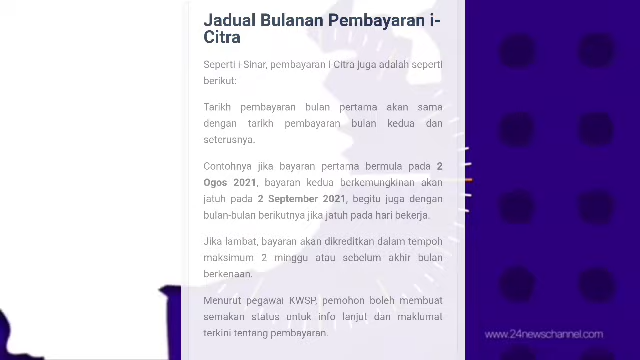 Jadual Bulanan Pembayaran i-
Citra
Seperti i Sinar, pembayaran I Citra juga adalah seperti
berikut:
Tarikh pembayaran bulan pertama akan sama
dengan tarikh pembayaran bulan kedua dan
seterusnya.
Contohnya jika bayaran pertama bermula pada 2
Ogos 2021, bayaran kedua berkemungkinan akan
jatuh pada 2 September 2021, begitu juga dengan
bulan-bulan berikutnya jika jatuh pada hari bekerja.
Jika lambat, bayaran akan dikreditkan dalam tempoh
maksimum 2 minggu atau sebelum akhir bulan
berkenaan.
Menurut pegawai KWSP, pemohon boleh membuat
semakan status untuk info lanjut dan maklumat
terkini tentang pembayaran.
www.24newschannel.com/